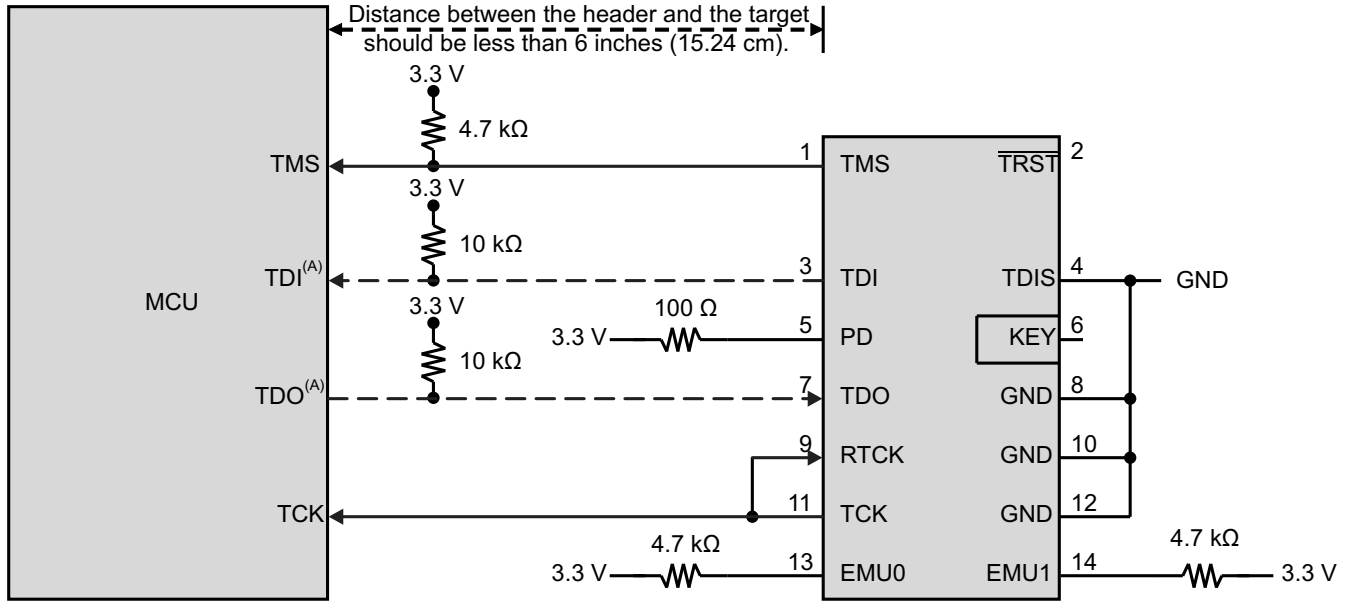 Distance between the header and the target
should be less than 6 inches (15.24 cm).
3.3 V
4.7 kΩ
TMS
1
TMS
TRST
2
3.3 V
10 kΩ
TDI(A)
3
TDI
TDIS
4
GND
MCU
3.3 V
100 Ω
3.3 V
5
PD
KEY
6
10 kΩ
TDO(A)
7
TDO
GND
8
9
RTCK
GND
10
TCK
11
TCK
GND
12
4.7 kΩ
3.3 V
13
EMU0
EMU1
14
4.7 kΩ
3.3 V